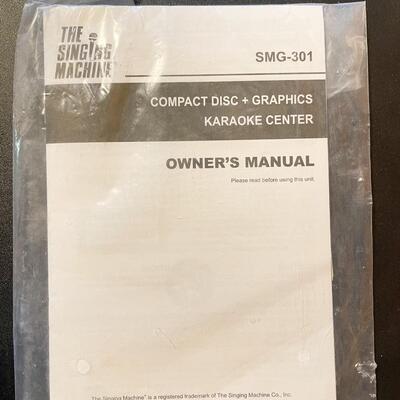 THE
SINGING
MACHINE
SMG-301
COMPACT DISC + GRAPHICS
KARAOKE CENTER
OWNER'S MANUAL
Please read before using this unit.
The Singing Machine® is a registered trademark of The Singing Machine Co., Inc.